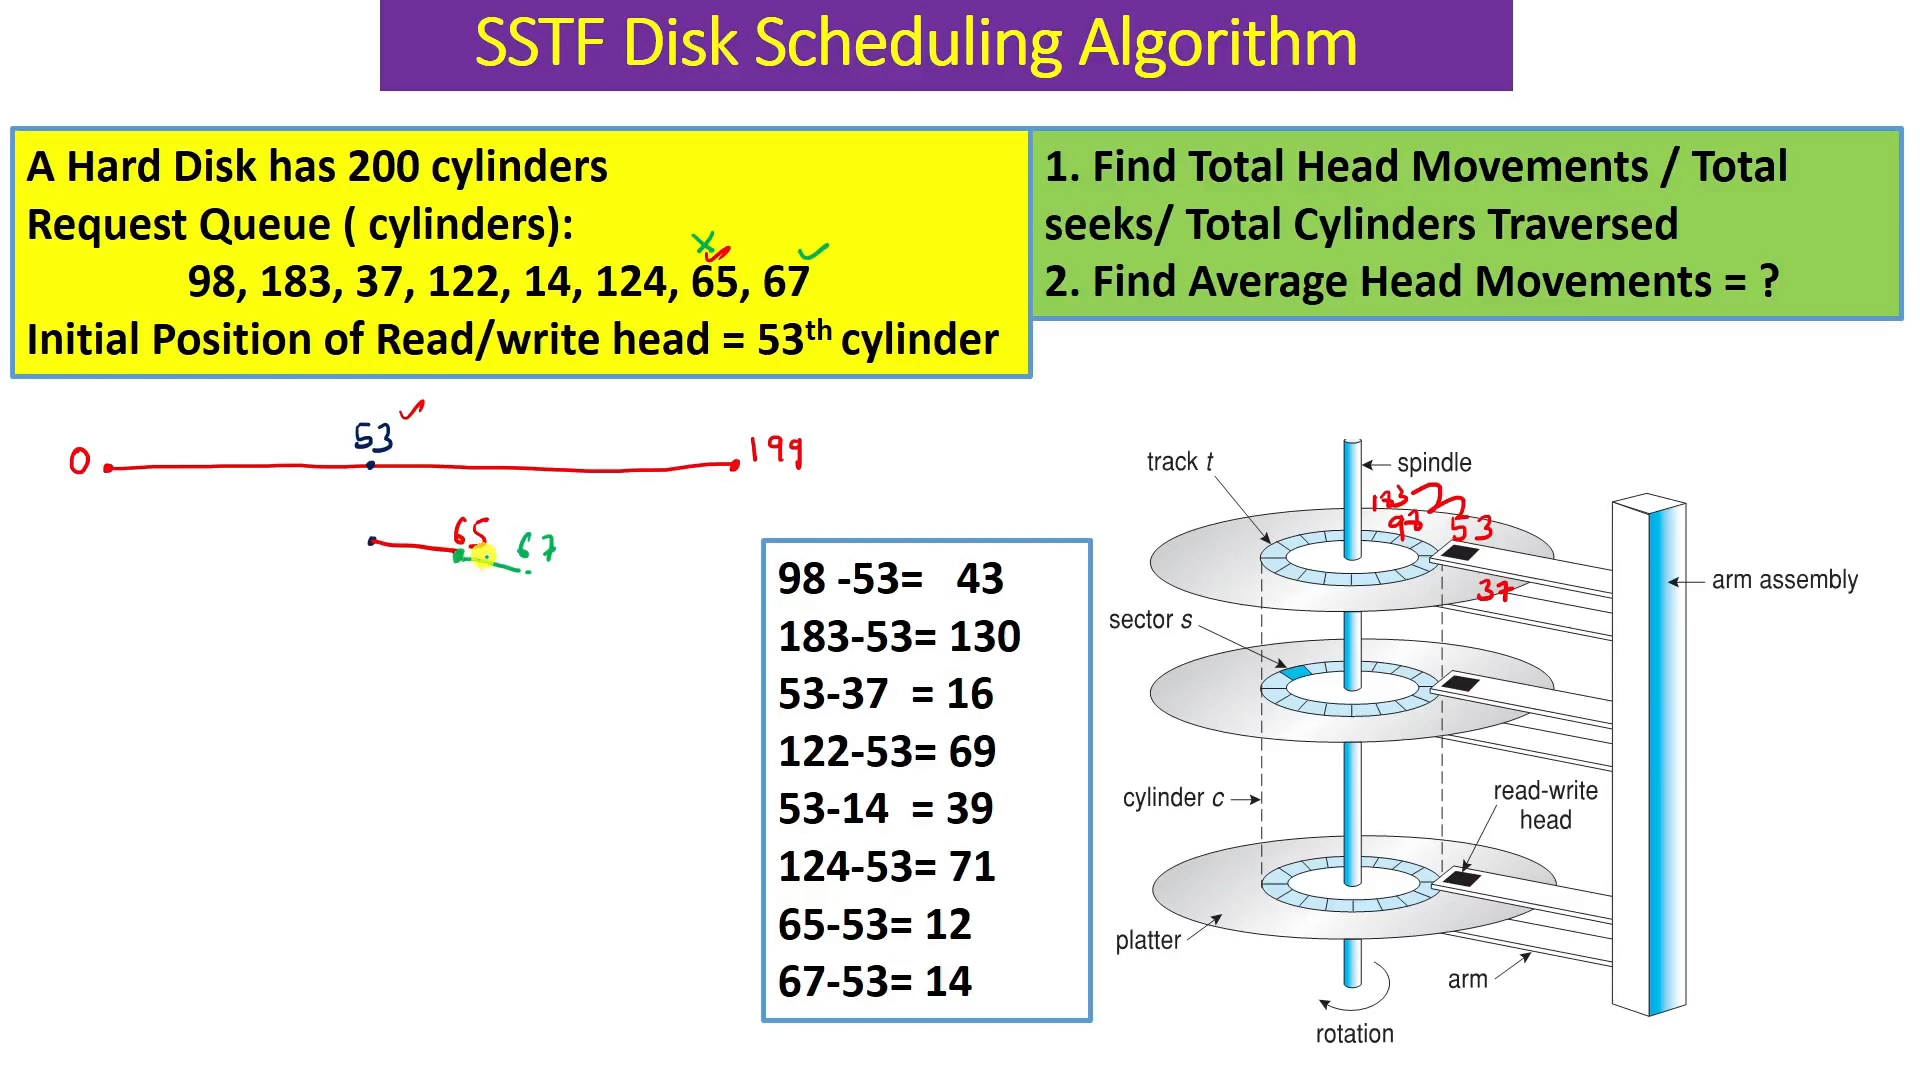 SSTF Disk Scheduling Algorithm
A Hard Disk has 200 cylinders
Request Queue ( cylinders):
98, 183, 37, 122, 14, 124, 65, 67
Initial Position of Read/write head = 53th cylinder
1. Find Total Head Movements / Total
seeks/ Total Cylinders Traversed
2. Find Average Head Movements = ?
0
53
199
65
67
98 -53= 43
183-53= 130
53-37 = 16
122-53= 69
53-14 = 39
124-53= 71
65-53= 12
67-53= 14
track t
spindle
183
98
53
37
arm assembly
sector s
cylinder c
read-write
head
platter
arm
rotation